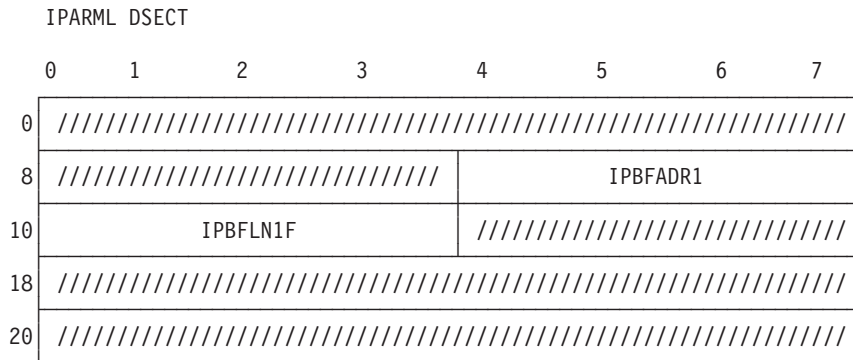 IPARML DSECT
0 1 2 3 4 5 6 7
0 //////////////////////////////////////////////////////////////////
8 //////////////////////////////// IPBFADR1
10 IPBFLN1F ///////////////////////////////
18 //////////////////////////////////////////////////////////////////
20 //////////////////////////////////////////////////////////////////